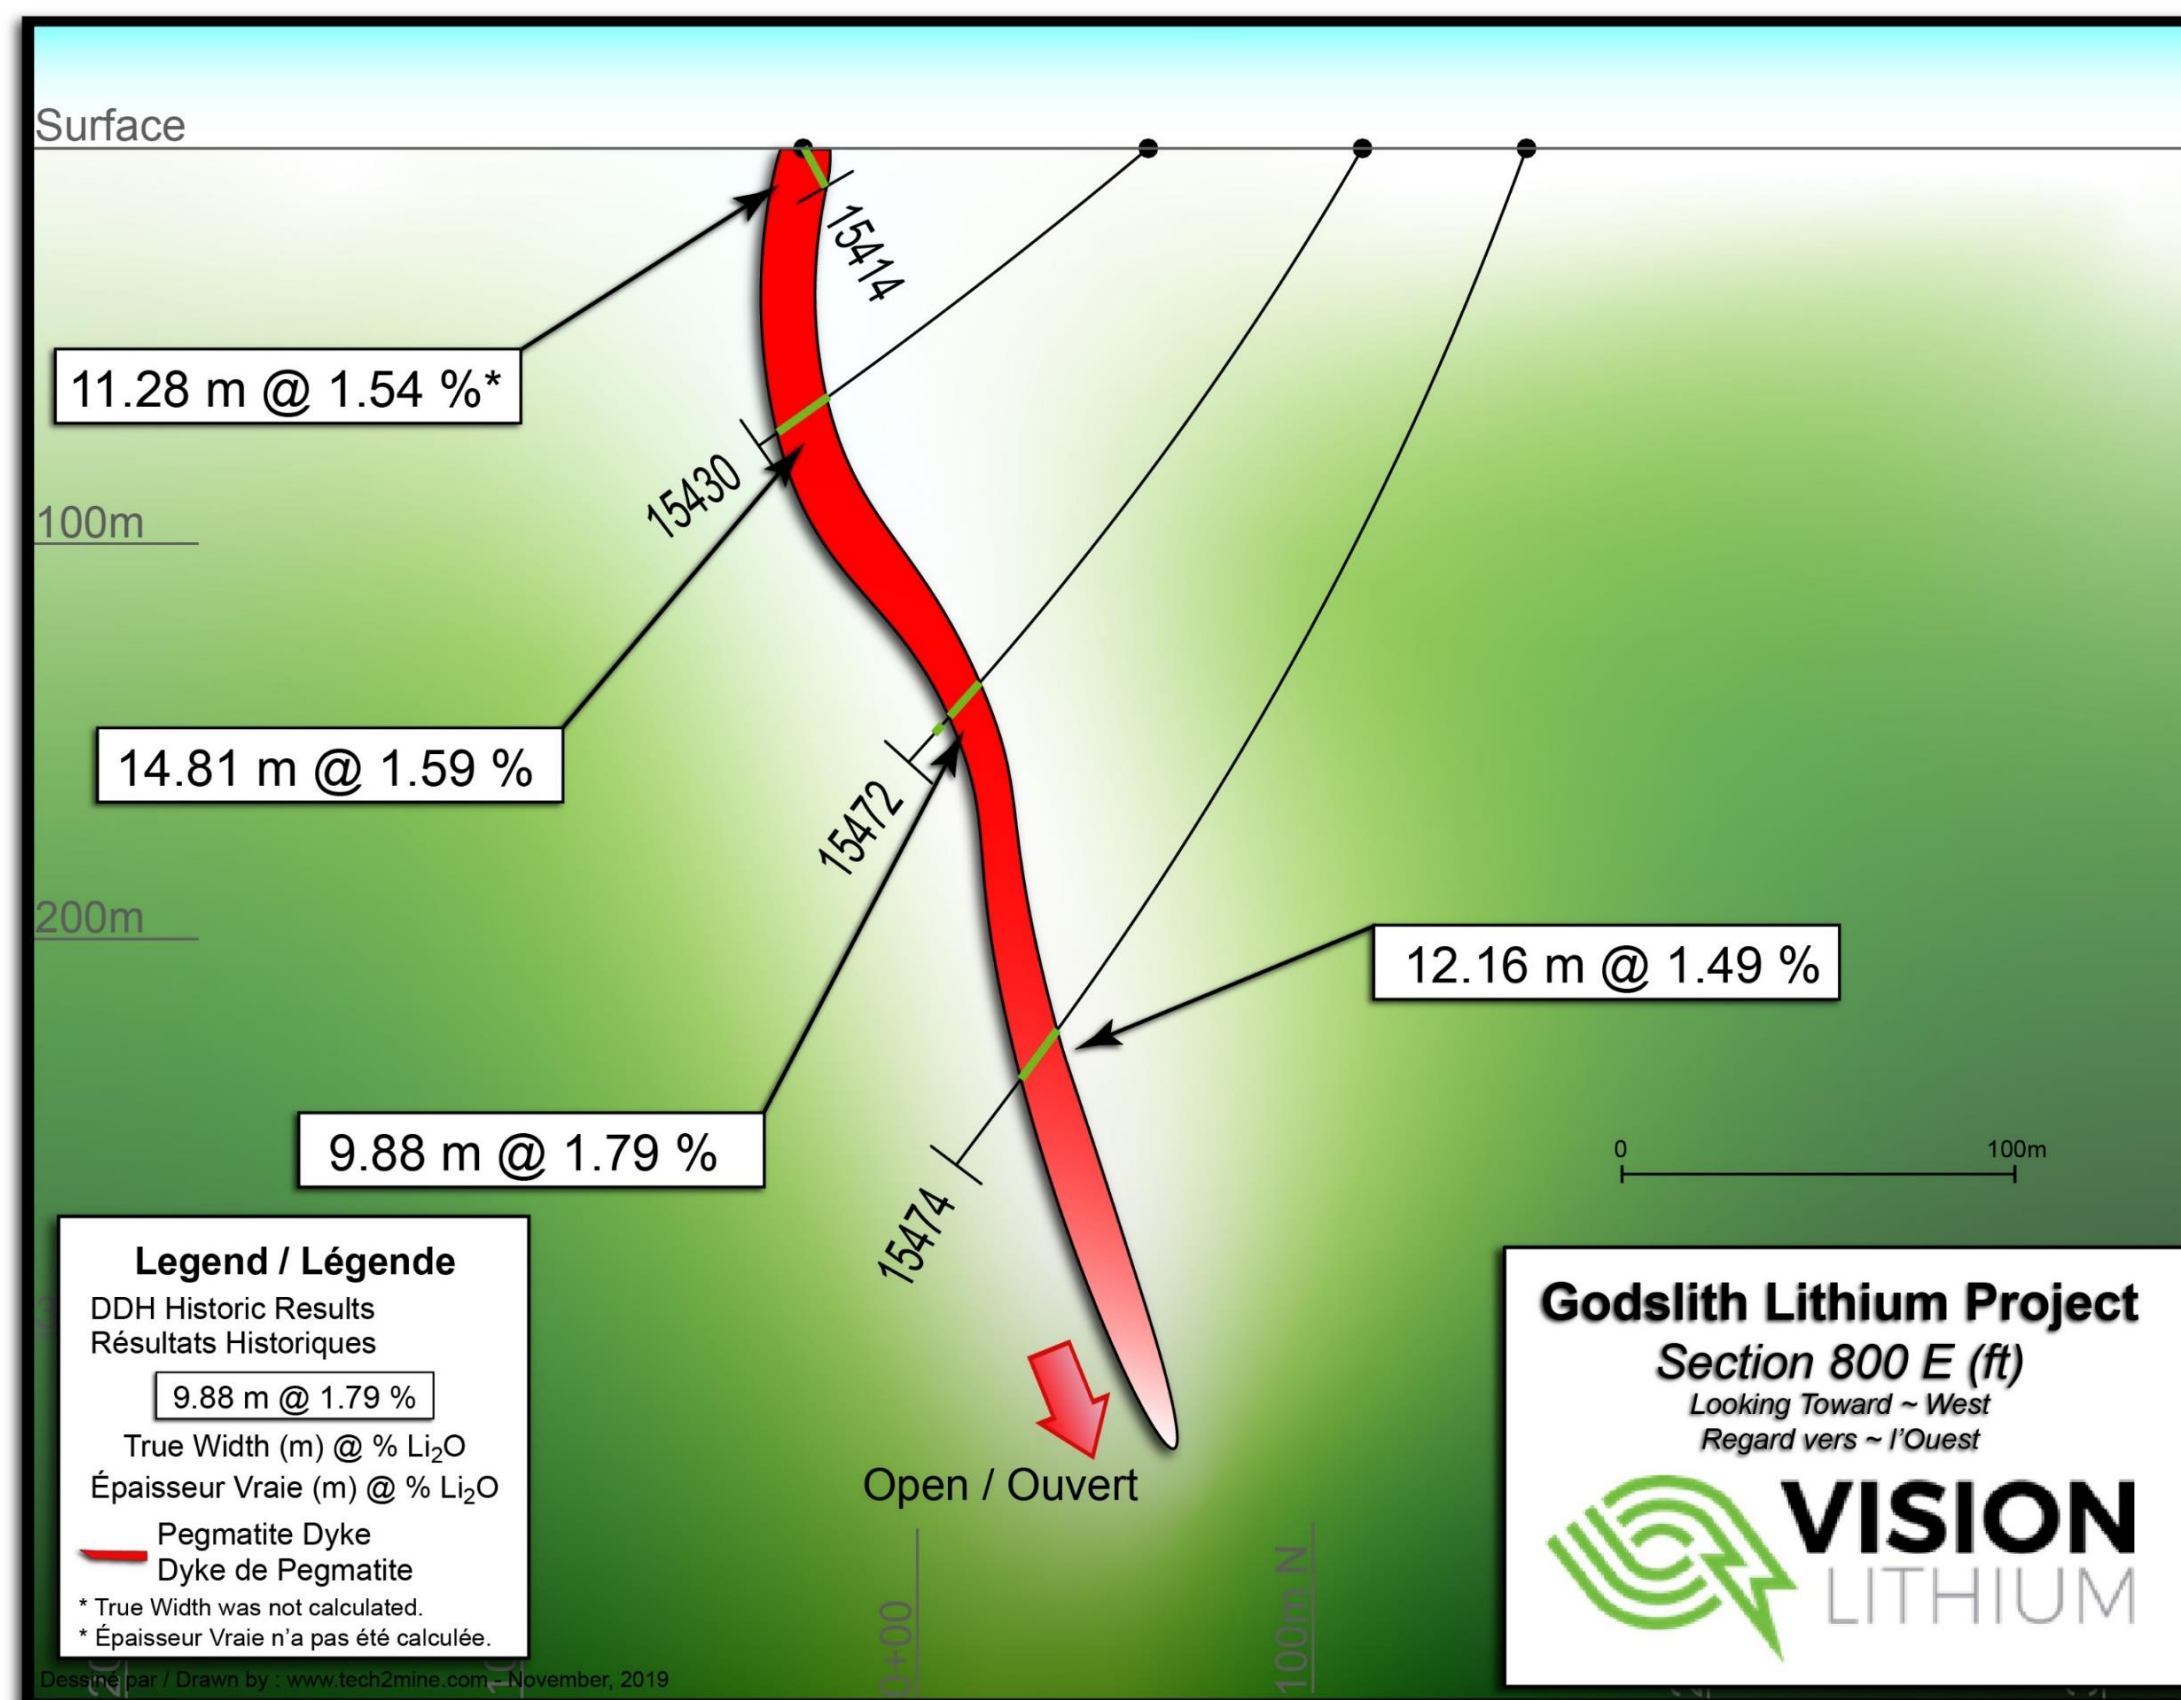 Surface
15414
11.28 m @ 1.54 %*
15430
100m
14.81 m @ 1.59 %
15472
200m
12.16 m @ 1.49 %
9.88 m @ 1.79 %
0 100m
15474
Legend / Légende
DDH Historic Results
Résultats Historiques
9.88 m @ 1.79 %
True Width (m) @ % Li₂O
Épaisseur Vraie (m) @ % Li₂O
Pegmatite Dyke
Dyke de Pegmatite
* True Width was not calculated.
* Épaisseur Vraie n'a pas été calculée.
Open / Ouvert
0+00
100m N
Godslith Lithium Project
Section 800 E (ft)
Looking Toward ~ West
Regard vers ~ l'Ouest
VISION
LITHIUM
Dessiné par / Drawn by : www.tech2mine.com - November, 2019